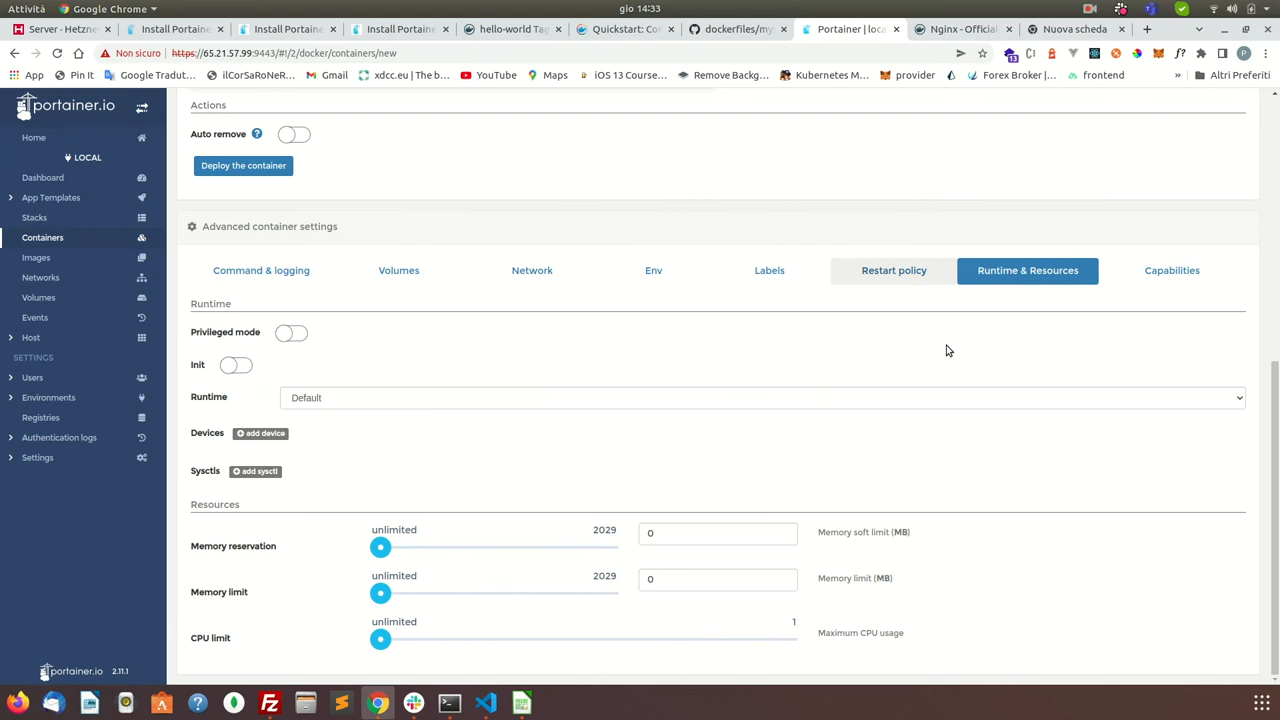 Attività
Google Chrome
gio 14:33
Server - Hetzne
Install Portaine
Install Portaine
Install Portaine
hello-world Tag
Quickstart: Con
dockerfiles/my
Portainer | loca
Nginx - Official
Nuova scheda
Non sicuro
https://65.21.57.99:9443/#!/2/docker/containers/new
App
Pin It
Google Tradut...
ilCorSaRoNeR...
Gmail
xdcc.eu | The b...
YouTube
Maps
iOS 13 Course...
Remove Backg...
Kubernetes M...
provider
Forex Broker |...
frontend
»
Altri Preferiti
portainer.io
Home
LOCAL
Dashboard
App Templates
Stacks
Containers
Images
Networks
Volumes
Events
Host
SETTINGS
Users
Environments
Registries
Authentication logs
Settings
portainer.io 2.11.1
Actions
Auto remove
Deploy the container
Advanced container settings
Command & logging
Volumes
Network
Env
Labels
Restart policy
Runtime & Resources
Capabilities
Runtime
Privileged mode
Init
Runtime
Default
Devices
add device
Sysctls
add sysctl
Resources
unlimited 2029
Memory reservation
0
Memory soft limit (MB)
unlimited 2029
Memory limit
0
Memory limit (MB)
unlimited 1
CPU limit
Maximum CPU usage